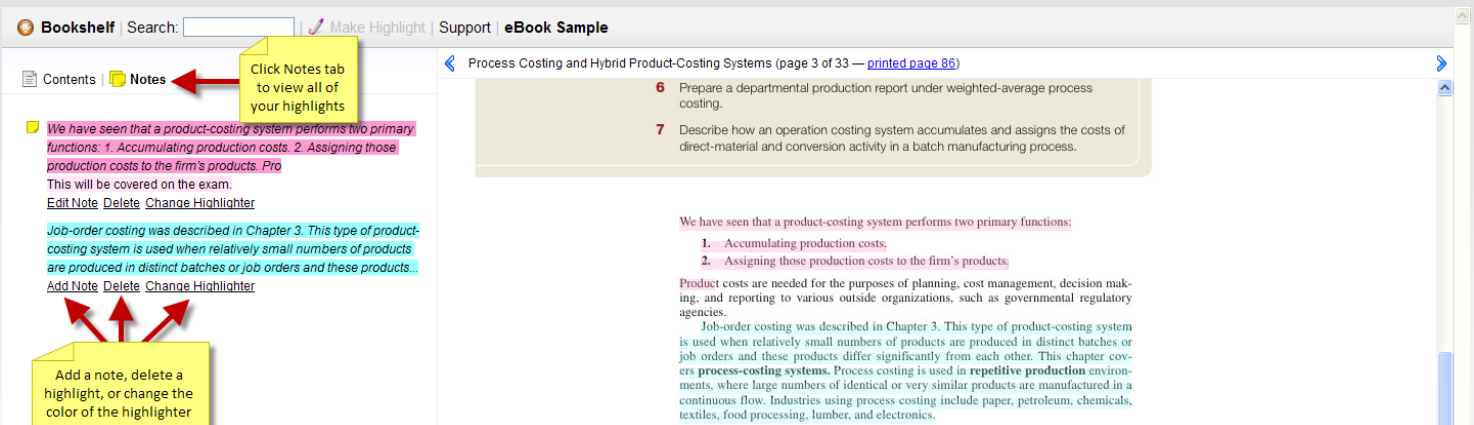 Bookshelf | Search: | Make Highlight | Support | eBook Sample
Contents | Notes
Click Notes tab
to view all of
your highlights
We have seen that a product-costing system performs two primary
functions: 1. Accumulating production costs. 2. Assigning those
production costs to the firm's products. Pro
This will be covered on the exam.
Edit Note Delete Change Highlighter
Job-order costing was described in Chapter 3. This type of product-
costing system is used when relatively small numbers of products
are produced in distinct batches or job orders and these products...
Add Note Delete Change Highlighter
Add a note, delete a
highlight, or change the
color of the highlighter
Process Costing and Hybrid Product-Costing Systems (page 3 of 33 — printed page 86)
6 Prepare a departmental production report under weighted-average process
costing.
7 Describe how an operation costing system accumulates and assigns the costs of
direct-material and conversion activity in a batch manufacturing process.
We have seen that a product-costing system performs two primary functions:
1. Accumulating production costs.
2. Assigning those production costs to the firm's products.
Product costs are needed for the purposes of planning, cost management, decision mak-
ing, and reporting to various outside organizations, such as governmental regulatory
agencies.
Job-order costing was described in Chapter 3. This type of product-costing system
is used when relatively small numbers of products are produced in distinct batches or
job orders and these products differ significantly from each other. This chapter cov-
ers process-costing systems. Process costing is used in repetitive production environ-
ments, where large numbers of identical or very similar products are manufactured in a
continuous flow. Industries using process costing include paper, petroleum, chemicals,
textiles, food processing, lumber, and electronics.